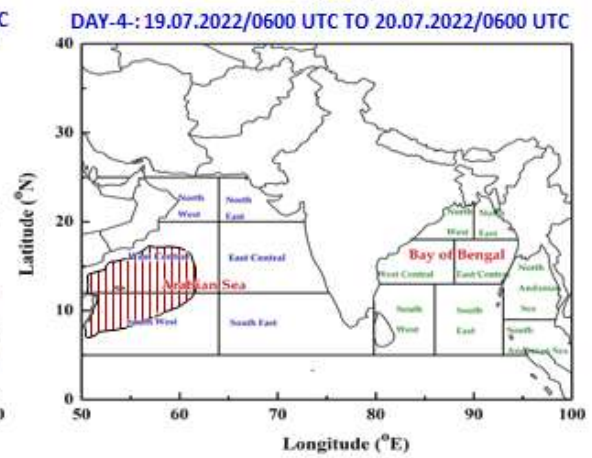 C
DAY-4-: 19.07.2022/0600 UTC TO 20.07.2022/0600 UTC
40
30
20
10
0
Latitude (°N)
North
West
North
East
West Central
East Central
Arabian Sea
South West
South East
North
West
North
East
Bay of Bengal
West Central
East Central
North
Andaman
Sea
South
West
South
East
South
Andaman Sea
0
50
60
70
80
90
100
Longitude (°E)